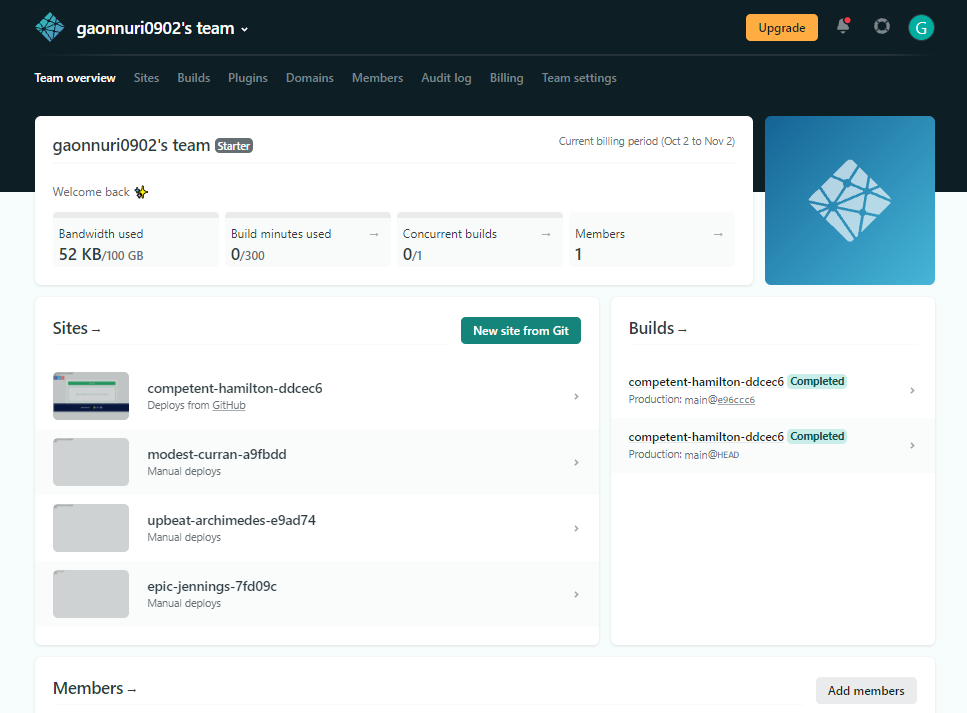 gaonnuri0902's team
Upgrade
G
Team overview Sites Builds Plugins Domains Members Audit log Billing Team settings
gaonnuri0902's team Starter
Current billing period (Oct 2 to Nov 2)
Welcome back ✨
Bandwidth used
52 KB/100 GB
Build minutes used →
0/300
Concurrent builds →
0/1
Members →
1
Sites →
New site from Git
competent-hamilton-ddcec6
Deploys from GitHub
modest-curran-a9fbdd
Manual deploys
upbeat-archimedes-e9ad74
Manual deploys
epic-jennings-7fd09c
Manual deploys
Builds →
competent-hamilton-ddcec6 Completed
Production: main@e96ccc6
competent-hamilton-ddcec6 Completed
Production: main@HEAD
Members →
Add members